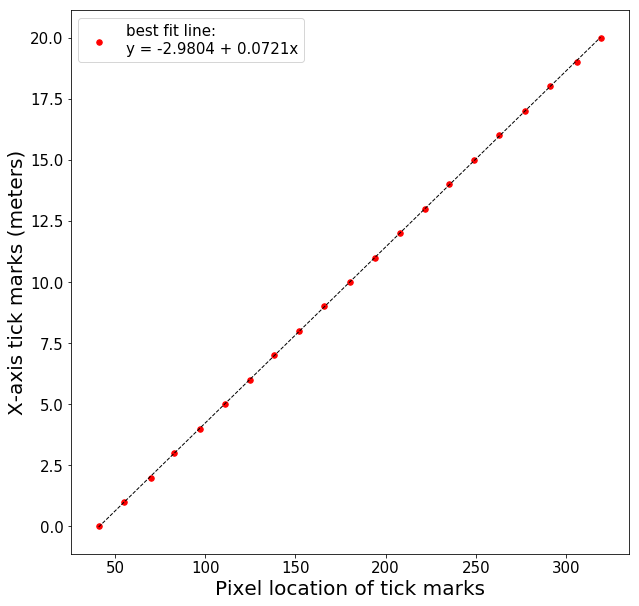 best fit line:
y = -2.9804 + 0.0721x
20.0
17.5
15.0
12.5
10.0
7.5
5.0
2.5
0.0
X-axis tick marks (meters)
50 100 150 200 250 300
Pixel location of tick marks